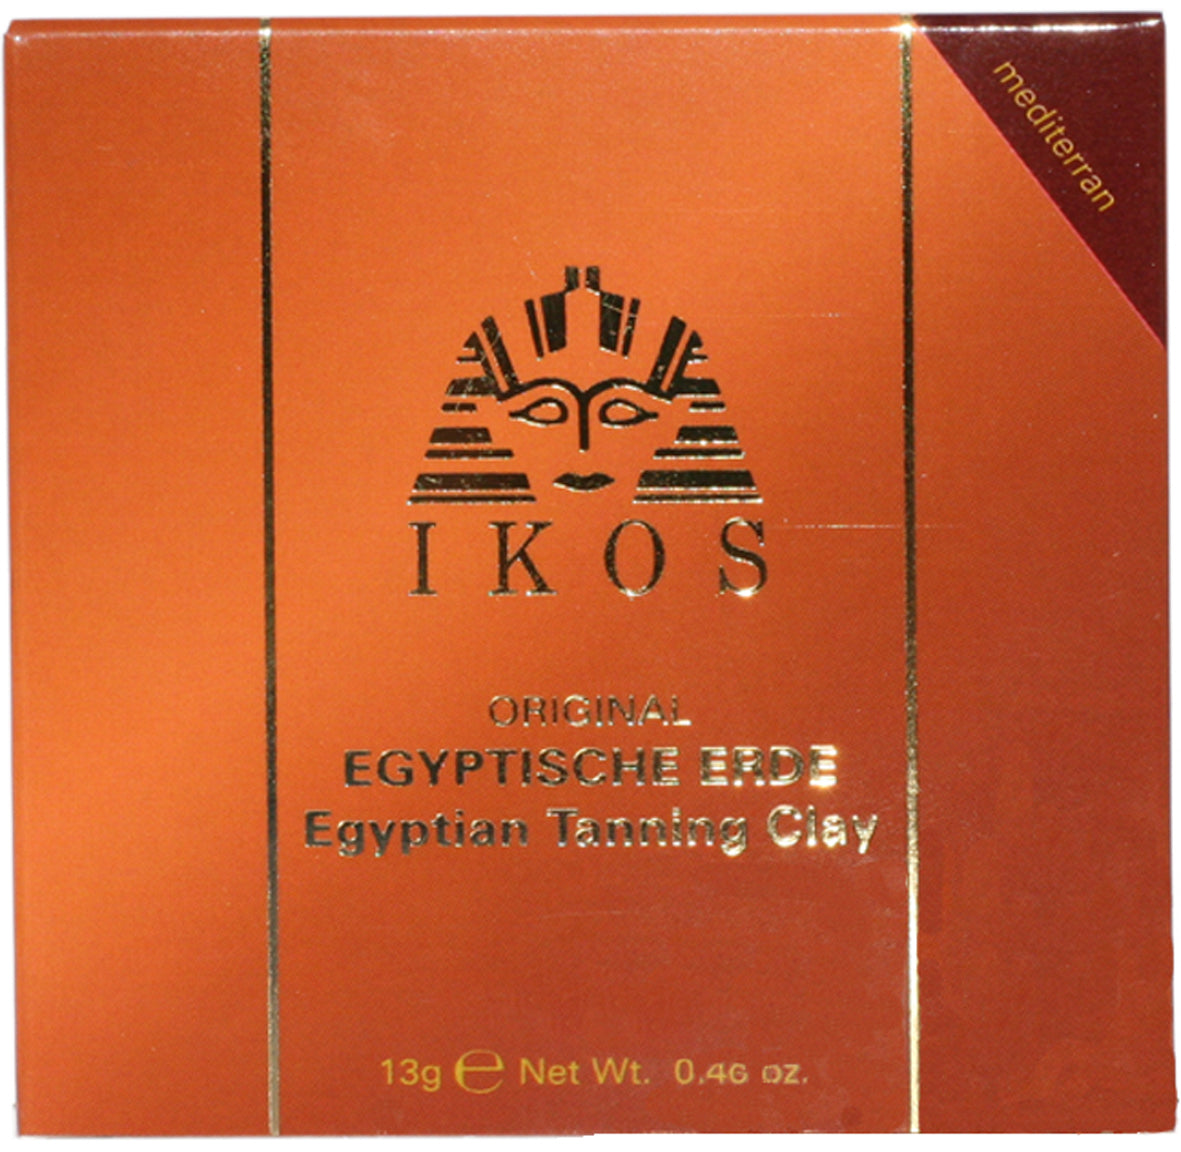 mediterran
IKOS
ORIGINAL
EGYPTISCHE ERDE
Egyptian Tanning Clay
13g ℮ Net Wt. 0.46 oz.